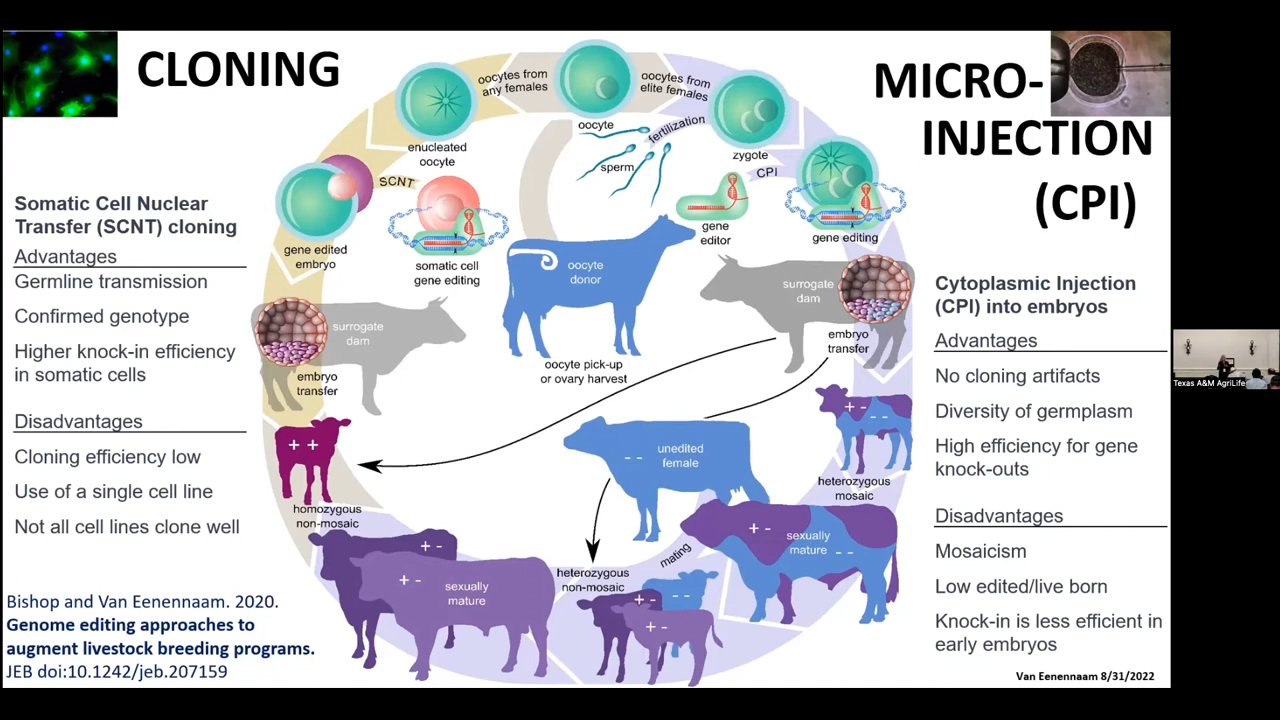 CLONING
MICRO-
INJECTION
(CPI)
Somatic Cell Nuclear
Transfer (SCNT) cloning
Advantages
Germline transmission
Confirmed genotype
Higher knock-in efficiency
in somatic cells
Disadvantages
Cloning efficiency low
Use of a single cell line
Not all cell lines clone well
Bishop and Van Eenennaam. 2020.
Genome editing approaches to
augment livestock breeding programs.
JEB doi:10.1242/jeb.207159
oocytes from
any females
oocytes from
elite females
enucleated
oocyte
oocyte
fertilization
sperm
zygote
SCNT
CPI
gene edited
embryo
somatic cell
gene editing
gene
editor
gene editing
oocyte
donor
surrogate
dam
surrogate
dam
embryo
transfer
oocyte pick-up
or ovary harvest
embryo
transfer
+ +
homozygous
non-mosaic
- -
unedited
female
+ -
- -
heterozygous
mosaic
+ -
+ -
sexually
mature
heterozygous
non-mosaic
mating
+ -
- -
+ -
+ -
sexually
mature
- -
Cytoplasmic Injection
(CPI) into embryos
Advantages
No cloning artifacts
Diversity of germplasm
High efficiency for gene
knock-outs
Disadvantages
Mosaicism
Low edited/live born
Knock-in is less efficient in
early embryos
Van Eenennaam 8/31/2022
Texas A&M AgriLife